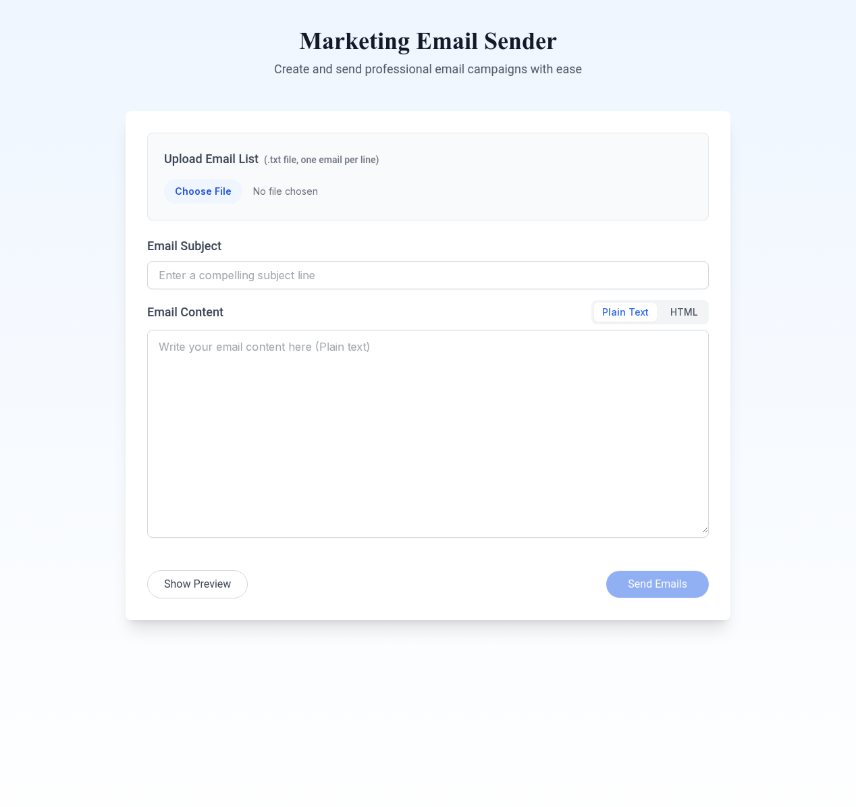 Marketing Email Sender
Create and send professional email campaigns with ease
Upload Email List (.txt file, one email per line)
Choose File No file chosen
Email Subject
Enter a compelling subject line
Email Content Plain Text HTML
Write your email content here (Plain text)
Show Preview Send Emails